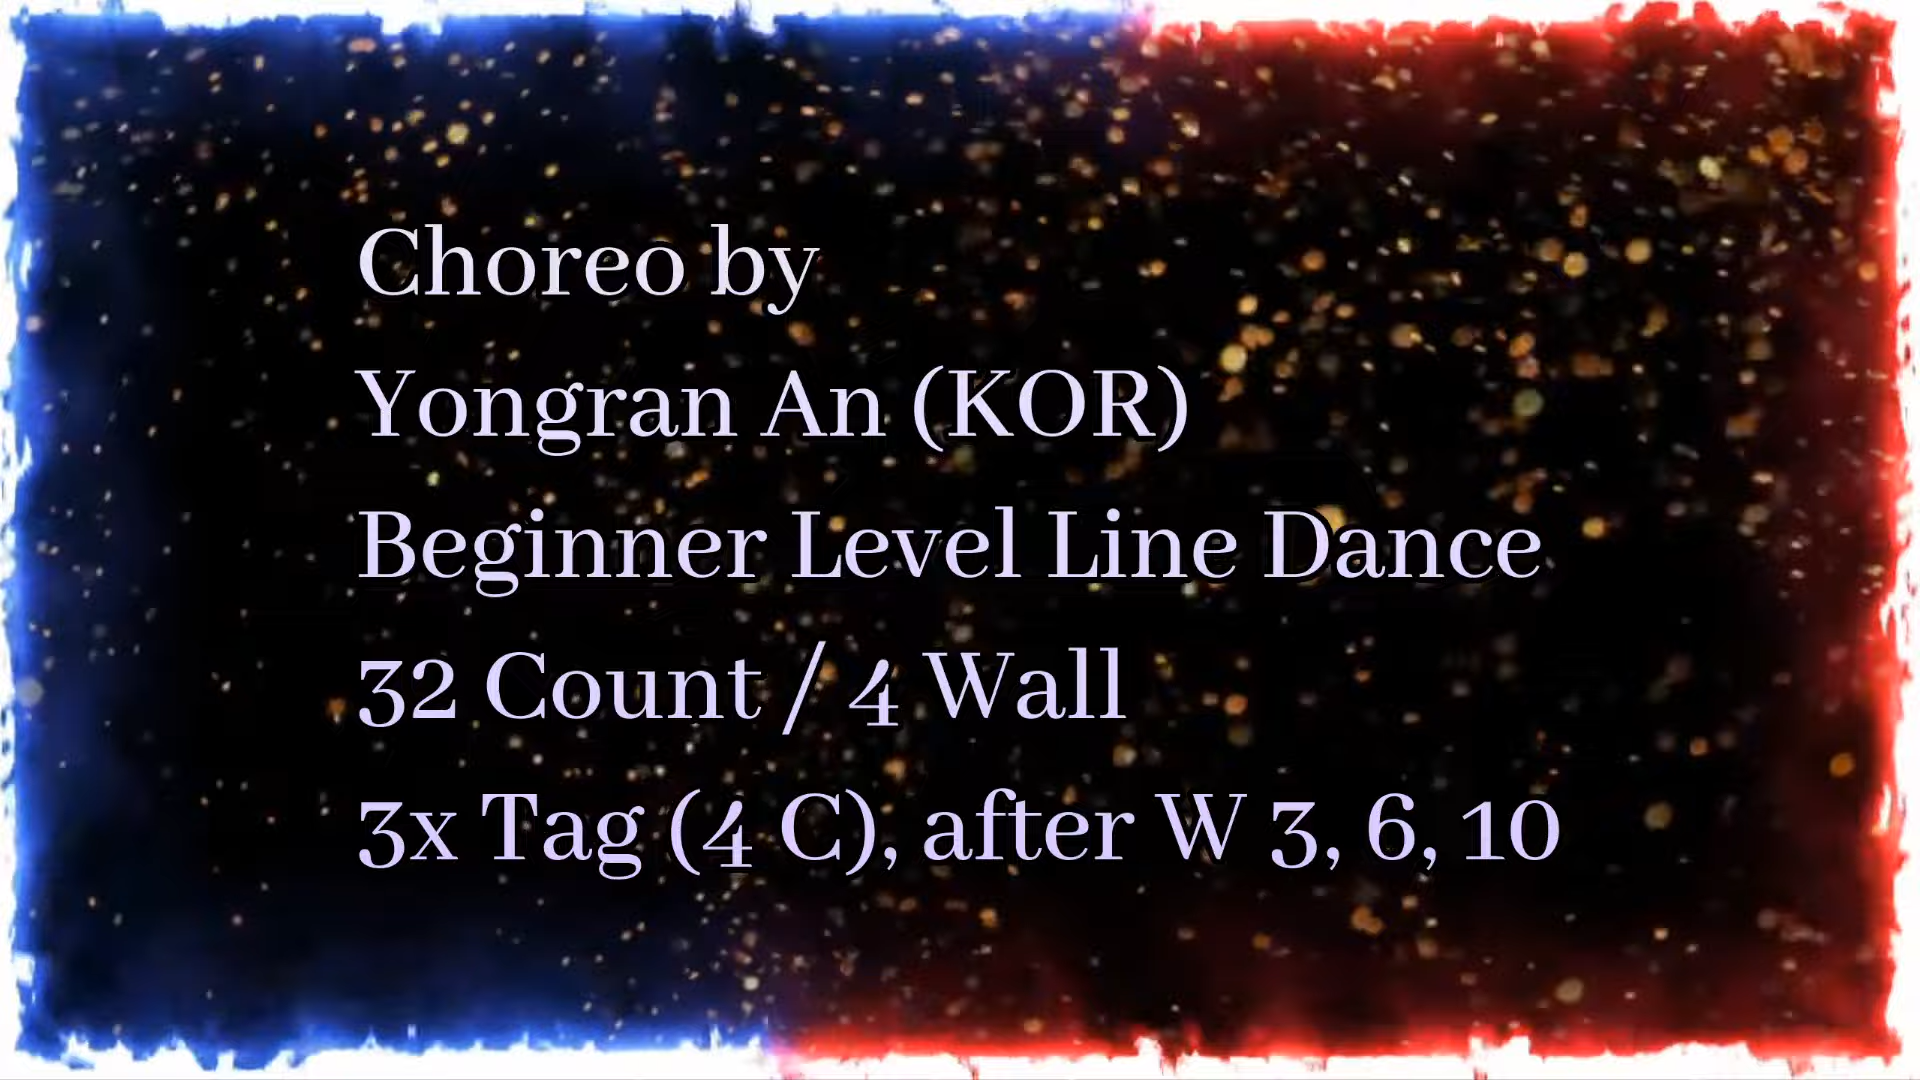 Choreo by
Yongran An (KOR)
Beginner Level Line Dance
32 Count / 4 Wall
3x Tag (4 C), after W 3, 6, 10